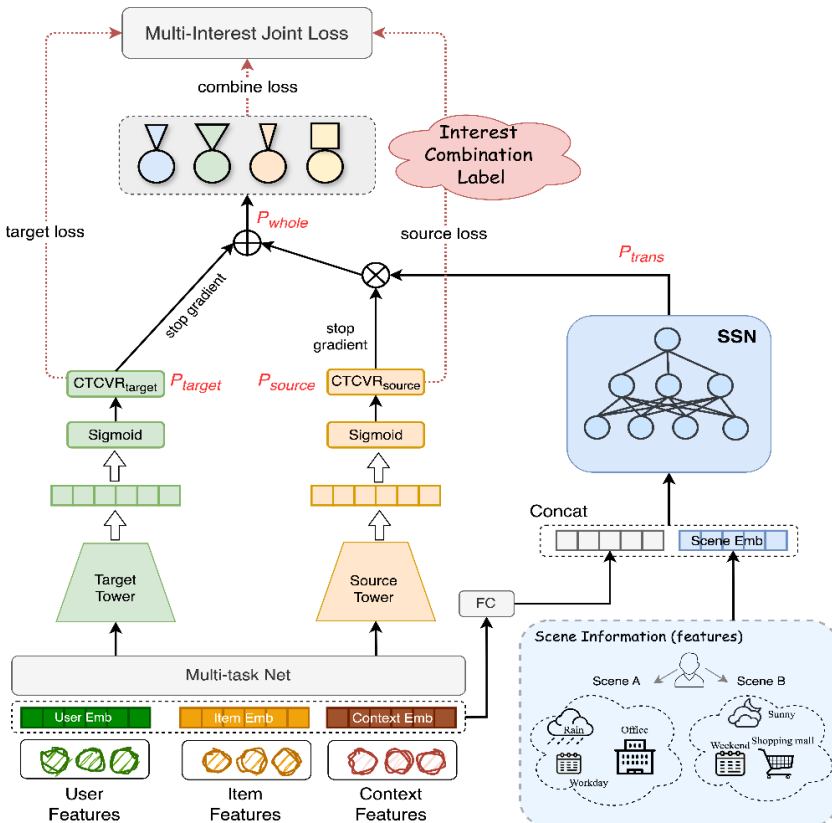 Multi-Interest Joint Loss
combine loss
Interest
Combination
Label
P_whole
target loss
source loss
P_trans
stop gradient
stop
gradient
SSN
CTCVR_target
P_target
P_source
CTCVR_source
Sigmoid
Sigmoid
Concat
Scene Emb
Target
Tower
Source
Tower
FC
Scene Information (features)
Multi-task Net
Scene A
Scene B
User Emb
Item Emb
Context Emb
Sunny
Rain
Office
Weekend
Shopping mall
Workday
User
Features
Item
Features
Context
Features